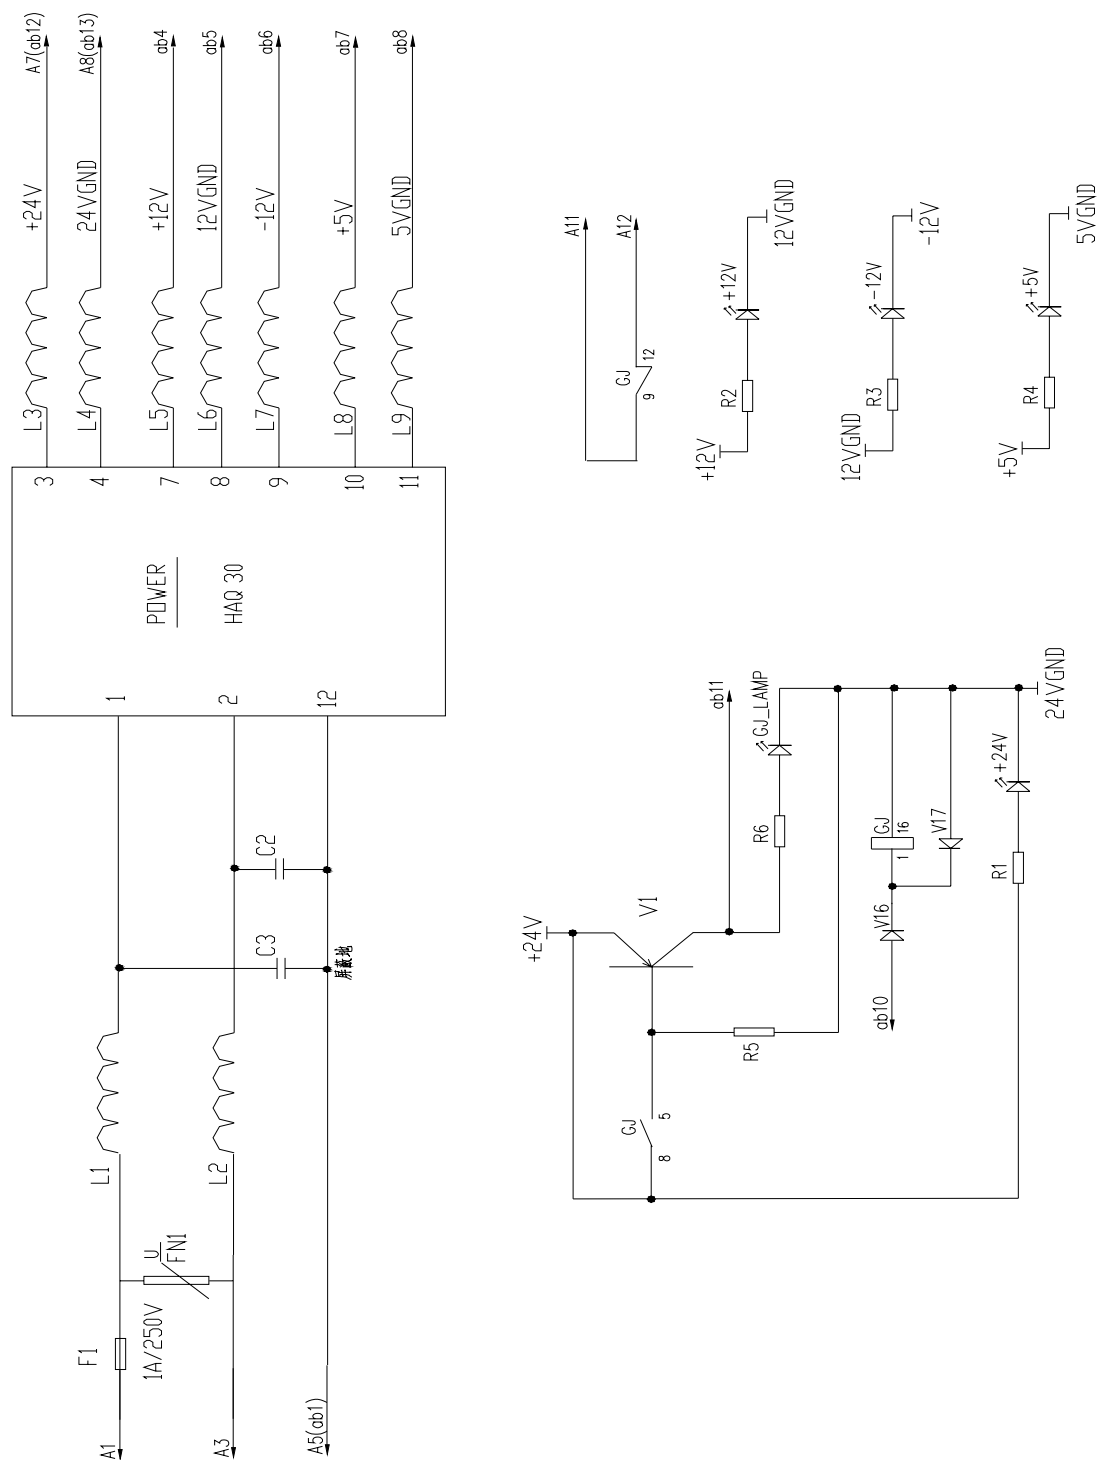 A7(ab12)
A8(ab13)
ab4
ab5
ab6
ab7
ab8
+24V
24VGND
+12V
12VGND
-12V
+5V
5VGND
L3
L4
L5
L6
L7
L8
L9
3
4
7
8
9
10
11
POWER
HAQ 30
1
2
12
C2
C3
屏蔽地
L1
L2
U
FN1
F1
1A/250V
A1
A3
A5(ab1)
A11
A12
GJ
12
9
12VGND
+12V
R2
+12V
-12V
-12V
R3
12VGND
5VGND
+5V
R4
+5V
ab11
GJ_LAMP
R6
24VGND
+24V
R1
GJ
16
1
V17
V16
ab10
+24V
V1
R5
GJ
5
8